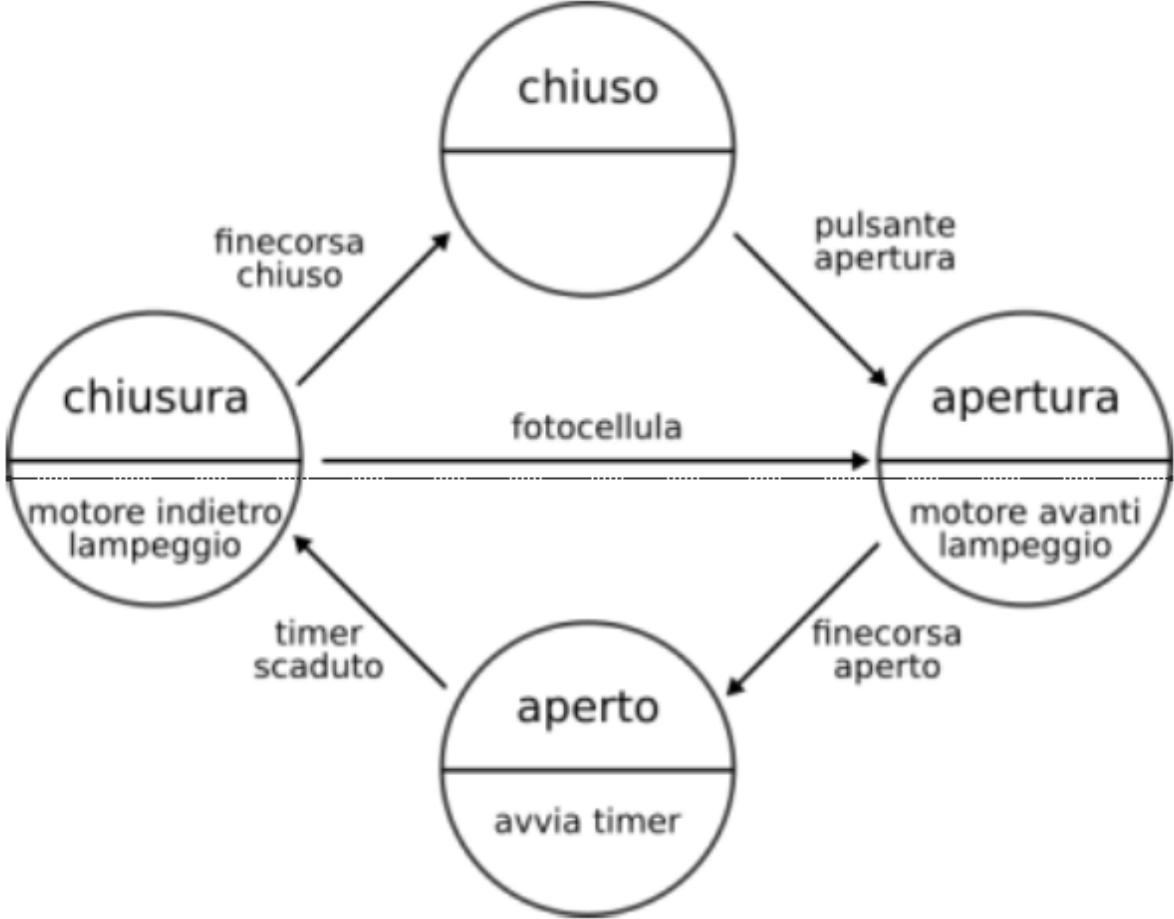 chiuso
finecorsa
chiuso
pulsante
apertura
chiusura
motore indietro
lampeggio
fotocellula
apertura
motore avanti
lampeggio
timer
scaduto
finecorsa
aperto
aperto
avvia timer